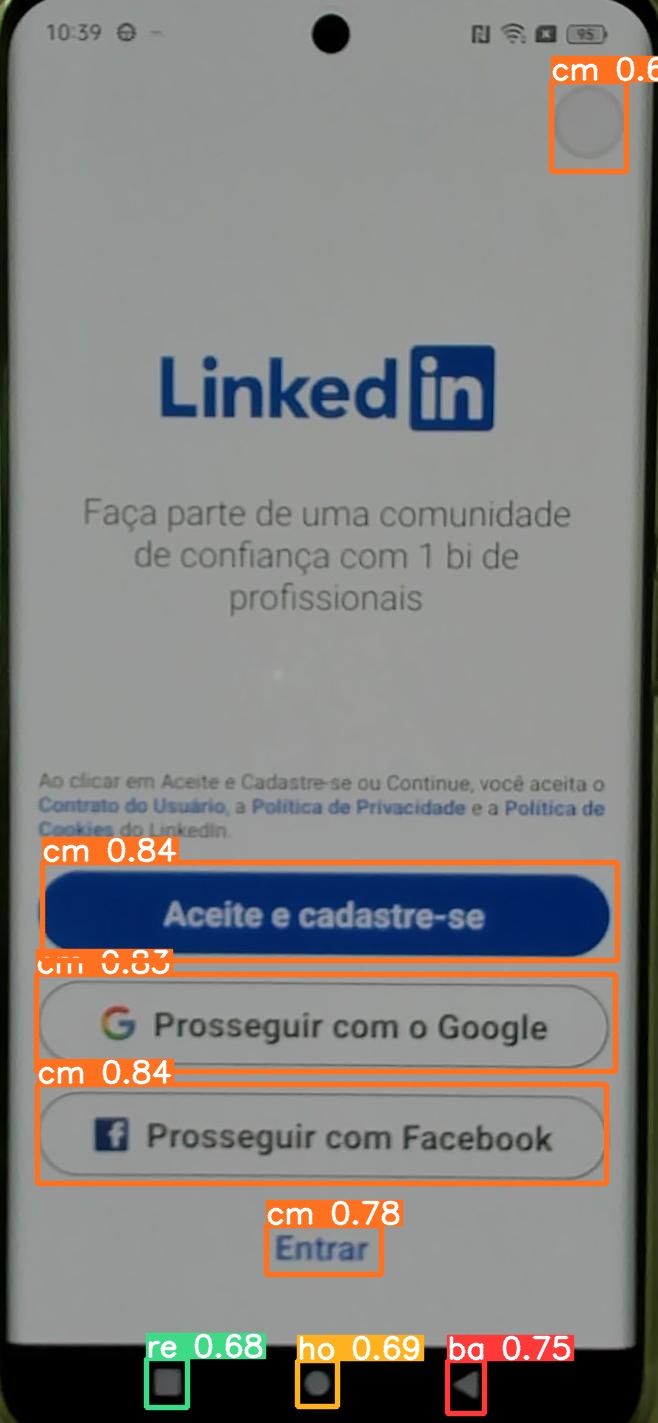 10:39
95
cm 0.6
Linkedin
Faça parte de uma comunidade
de confiança com 1 bi de
profissionais
Ao clicar em Aceite e Cadastre-se ou Continue, você aceita o
Contrato do Usuário, a Política de Privacidade e a Política de
Cookies do LinkedIn.
cm 0.84
Aceite e cadastre-se
cm 0.83
G Prosseguir com o Google
cm 0.84
f Prosseguir com Facebook
cm 0.78
Entrar
re 0.68 ho 0.69 ba 0.75